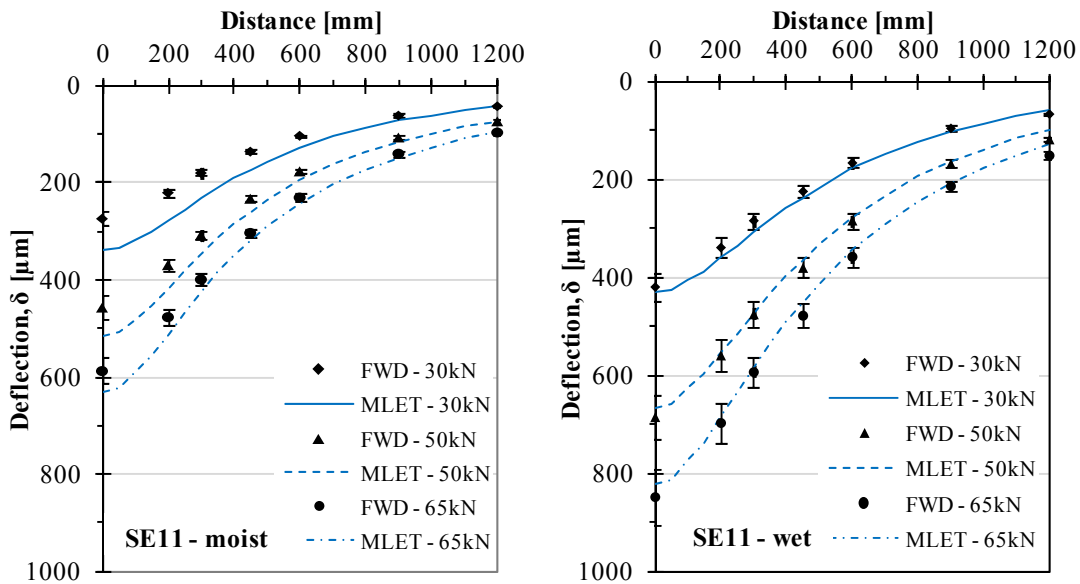 Distance [mm]
0 200 400 600 800 1000 1200
0
200
400
600
800
1000
Deflection, δ [μm]
FWD - 30kN
MLET - 30kN
FWD - 50kN
MLET - 50kN
FWD - 65kN
MLET - 65kN
SE11 - moist
Distance [mm]
0 200 400 600 800 1000 1200
0
200
400
600
800
1000
Deflection, δ [μm]
FWD - 30kN
MLET - 30kN
FWD - 50kN
MLET - 50kN
FWD - 65kN
MLET - 65kN
SE11 - wet